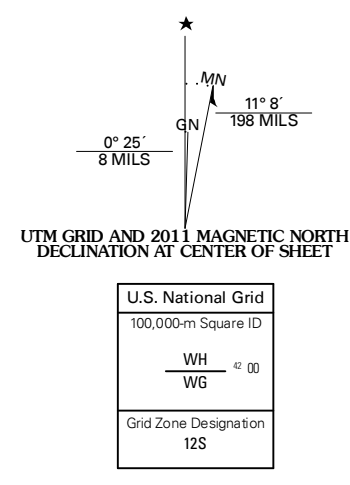 MN
GN
11° 8´
198 MILS
0° 25´
8 MILS
UTM GRID AND 2011 MAGNETIC NORTH
DECLINATION AT CENTER OF SHEET
U.S. National Grid
100,000-m Square ID
WH
42 00
WG
Grid Zone Designation
12S